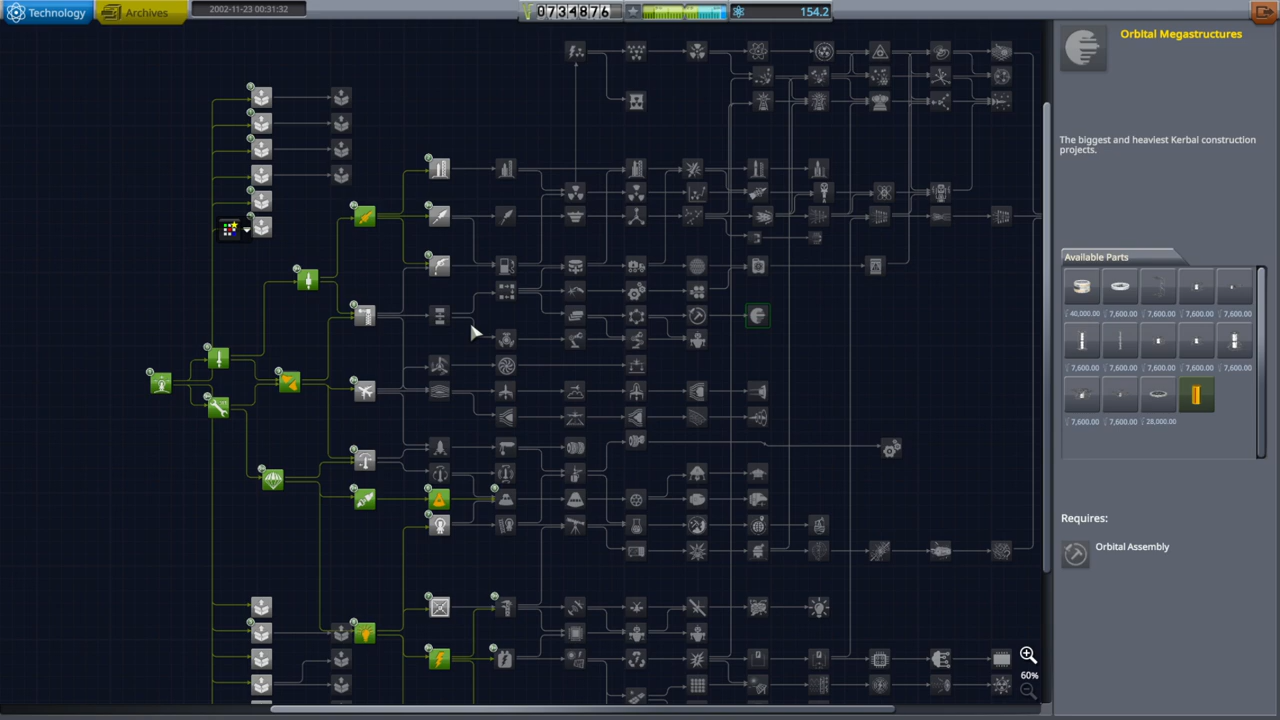 Technology
Archives
2002-11-23 00:31:32
0734876
154.2
Orbital Megastructures
The biggest and heaviest Kerbal construction
projects.
Available Parts
40,000.00 7,600.00 7,600.00 7,600.00 7,600.00
7,600.00 7,600.00 7,600.00 7,600.00 7,600.00
7,600.00 7,600.00 28,000.00
Requires:
Orbital Assembly
60%